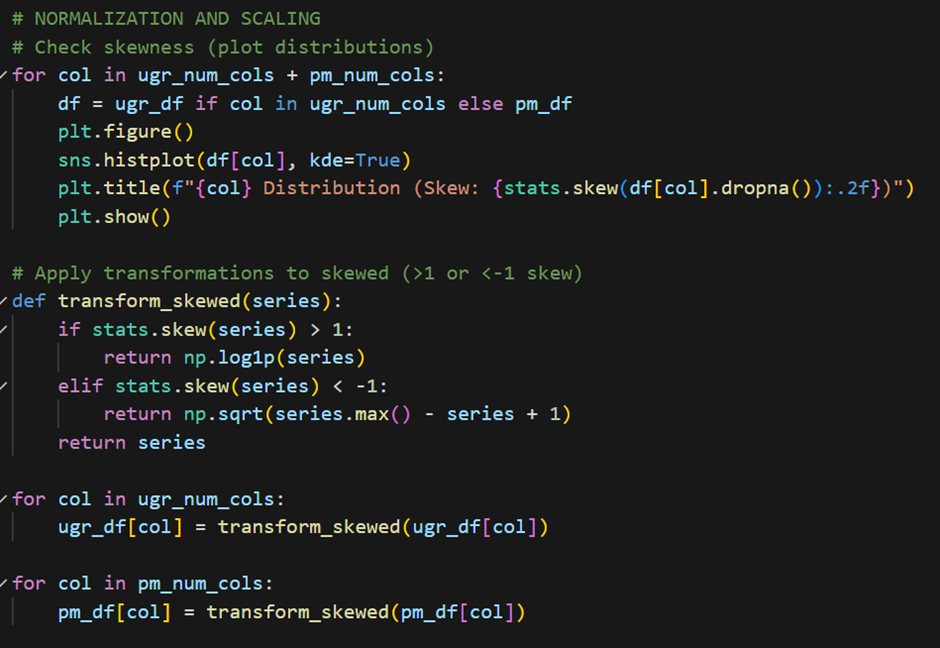 # NORMALIZATION AND SCALING
# Check skewness (plot distributions)
for col in ugr_num_cols + pm_num_cols:
    df = ugr_df if col in ugr_num_cols else pm_df
    plt.figure()
    sns.histplot(df[col], kde=True)
    plt.title(f"{col} Distribution (Skew: {stats.skew(df[col].dropna()):.2f})")
    plt.show()

# Apply transformations to skewed (>1 or <-1 skew)
def transform_skewed(series):
    if stats.skew(series) > 1:
        return np.log1p(series)
    elif stats.skew(series) < -1:
        return np.sqrt(series.max() - series + 1)
    return series

for col in ugr_num_cols:
    ugr_df[col] = transform_skewed(ugr_df[col])

for col in pm_num_cols:
    pm_df[col] = transform_skewed(pm_df[col])